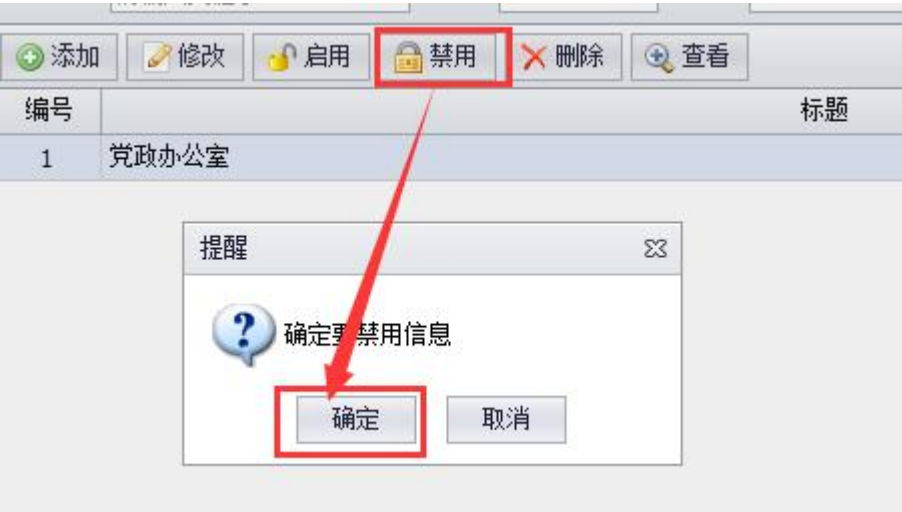 添加 修改 启用 禁用 删除 查看
编号 标题
1 党政办公室
提醒
确定要禁用信息
确定 取消